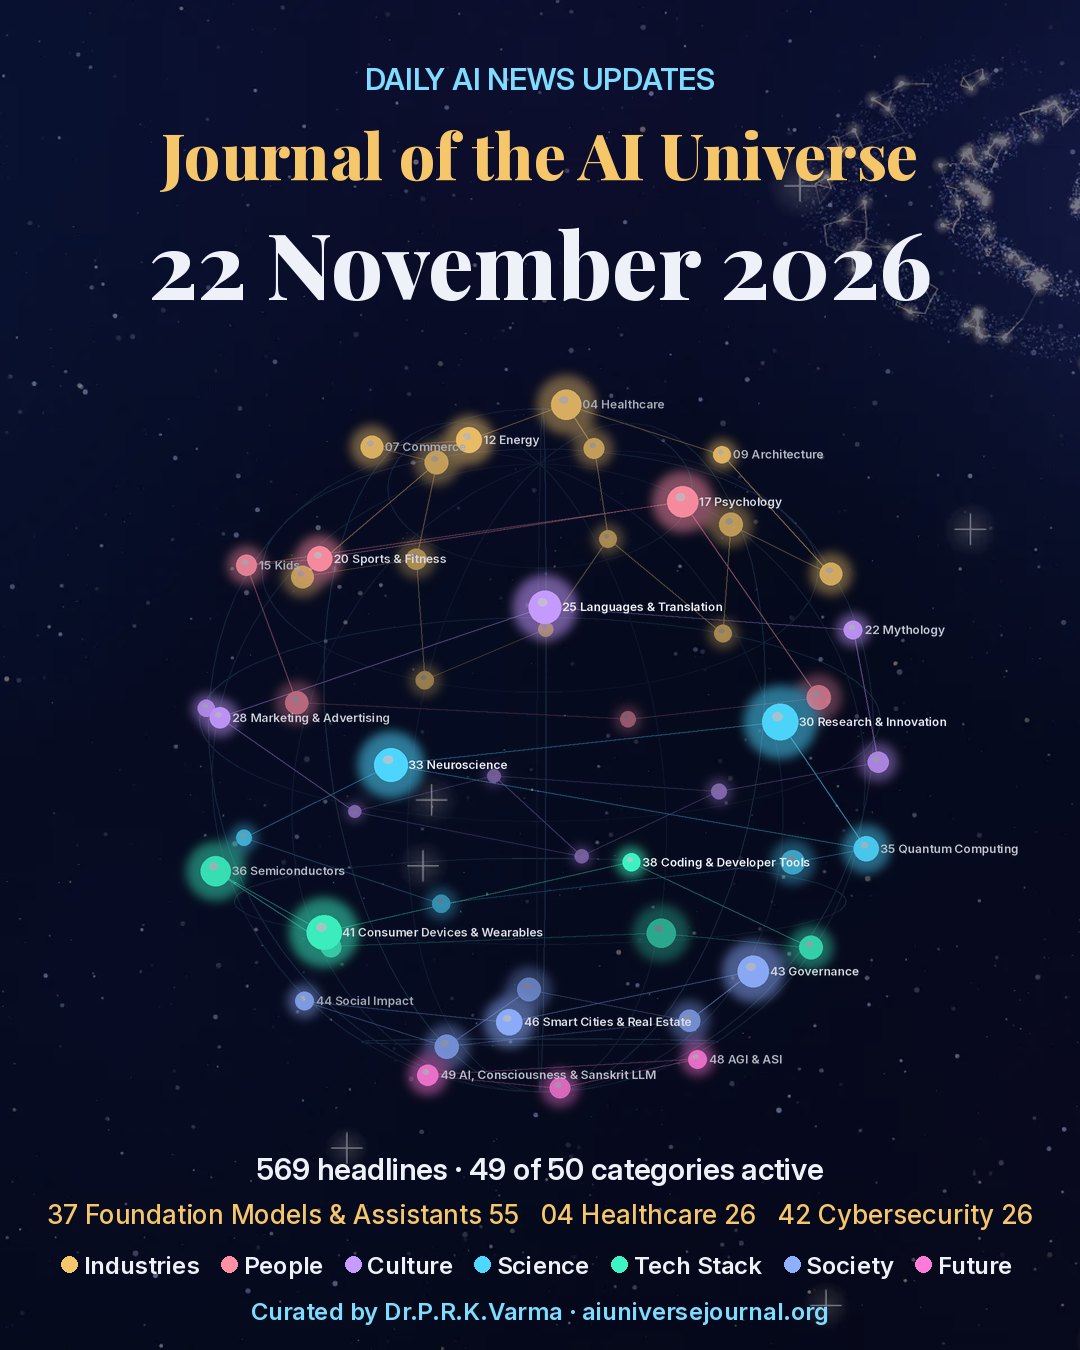 DAILY AI NEWS UPDATES
Journal of the AI Universe
22 November 2026
04 Healthcare
07 Commerce
12 Energy
09 Architecture
17 Psychology
15 Kids
20 Sports & Fitness
25 Languages & Translation
22 Mythology
28 Marketing & Advertising
30 Research & Innovation
33 Neuroscience
35 Quantum Computing
38 Coding & Developer Tools
36 Semiconductors
41 Consumer Devices & Wearables
43 Governance
44 Social Impact
46 Smart Cities & Real Estate
48 AGI & ASI
49 AI, Consciousness & Sanskrit LLM
569 headlines · 49 of 50 categories active
37 Foundation Models & Assistants 55 04 Healthcare 26 42 Cybersecurity 26
Industries People Culture Science Tech Stack Society Future
Curated by Dr.P.R.K.Varma · aiuniversejournal.org